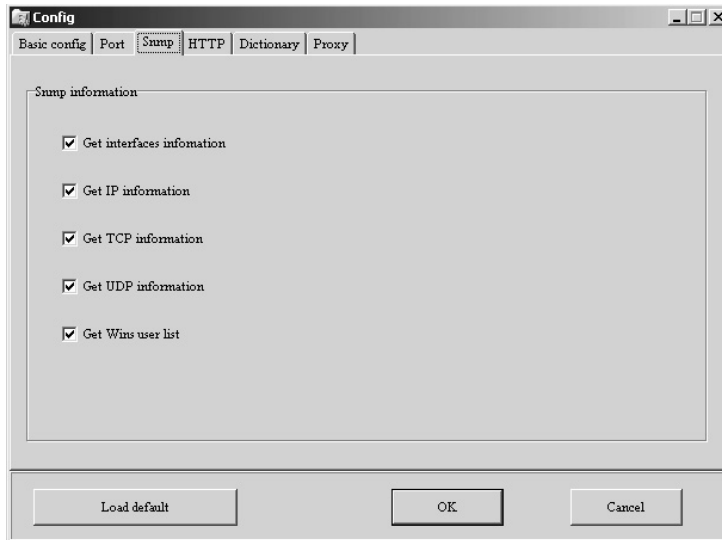 Config
Basic config Port Snmp HTTP Dictionary Proxy
Snmp information
Get interfaces infomation
Get IP information
Get TCP information
Get UDP information
Get Wins user list
Load default OK Cancel